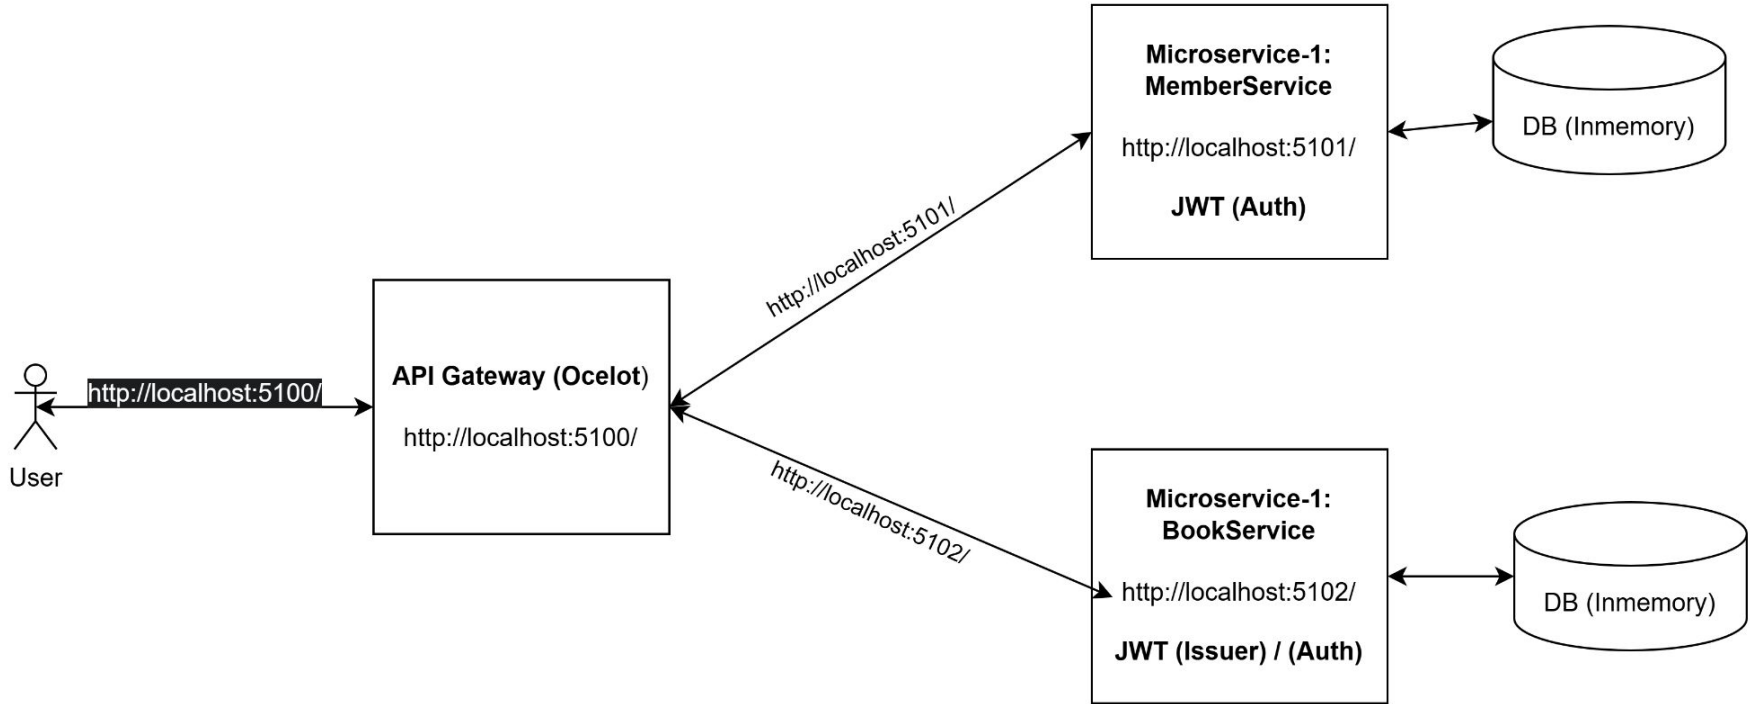 http://localhost:5100/
User
API Gateway (Ocelot)
http://localhost:5100/
http://localhost:5101/
http://localhost:5102/
Microservice-1:
MemberService
http://localhost:5101/
JWT (Auth)
DB (Inmemory)
Microservice-1:
BookService
http://localhost:5102/
JWT (Issuer) / (Auth)
DB (Inmemory)